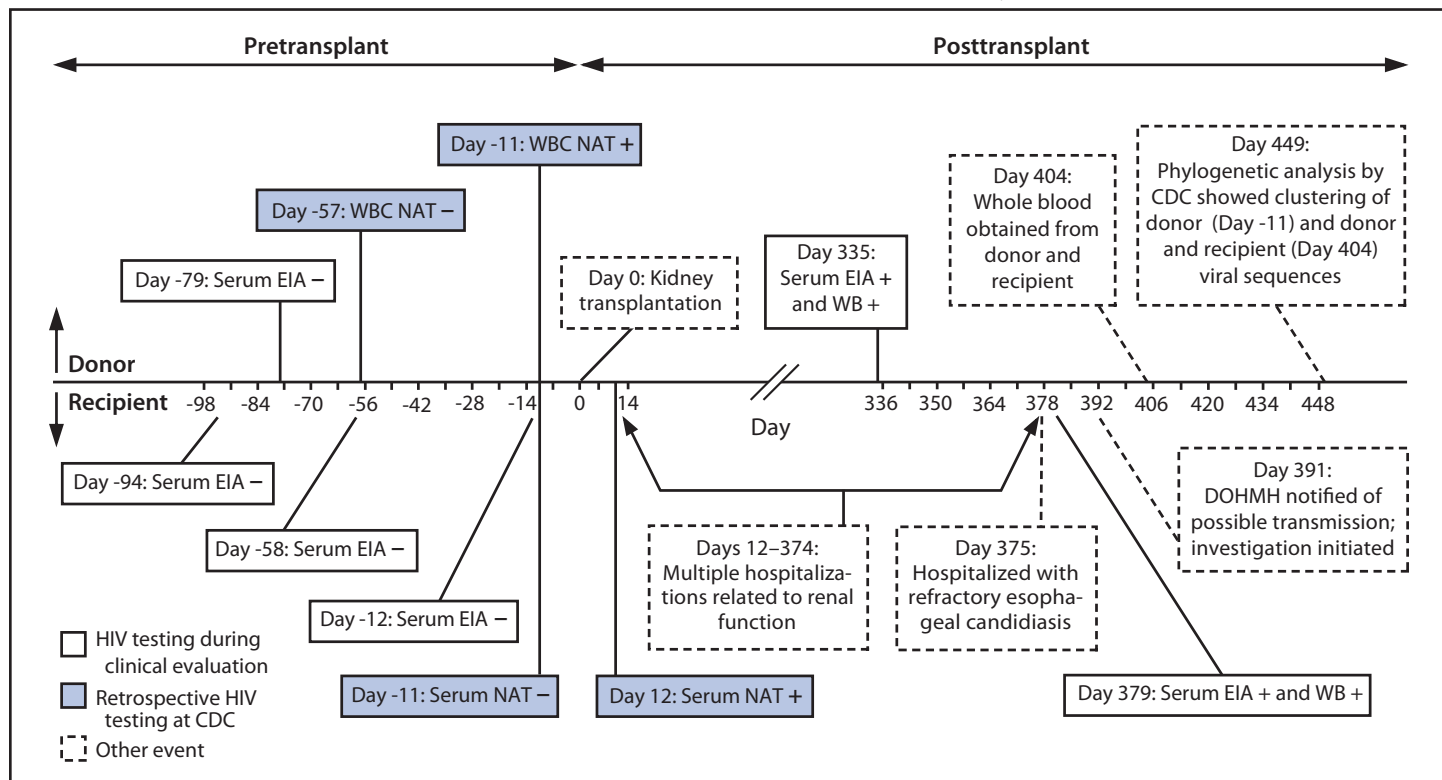 Pretransplant
Posttransplant
Day -11: WBC NAT +
Day -57: WBC NAT −
Day -79: Serum EIA −
Day 0: Kidney
transplantation
Day 335:
Serum EIA +
and WB +
Day 404:
Whole blood
obtained from
donor and
recipient
Day 449:
Phylogenetic analysis by
CDC showed clustering of
donor (Day -11) and donor
and recipient (Day 404)
viral sequences
Donor
Recipient
-98 -84 -70 -56 -42 -28 -14 0 14 336 350 364 378 392 406 420 434 448
Day
Day -94: Serum EIA −
Day -58: Serum EIA −
Day -12: Serum EIA −
Day -11: Serum NAT −
Day 12: Serum NAT +
Days 12–374:
Multiple hospitaliza-
tions related to renal
function
Day 375:
Hospitalized with
refractory esopha-
geal candidiasis
Day 391:
DOHMH notified of
possible transmission;
investigation initiated
Day 379: Serum EIA + and WB +
HIV testing during
clinical evaluation
Retrospective HIV
testing at CDC
Other event